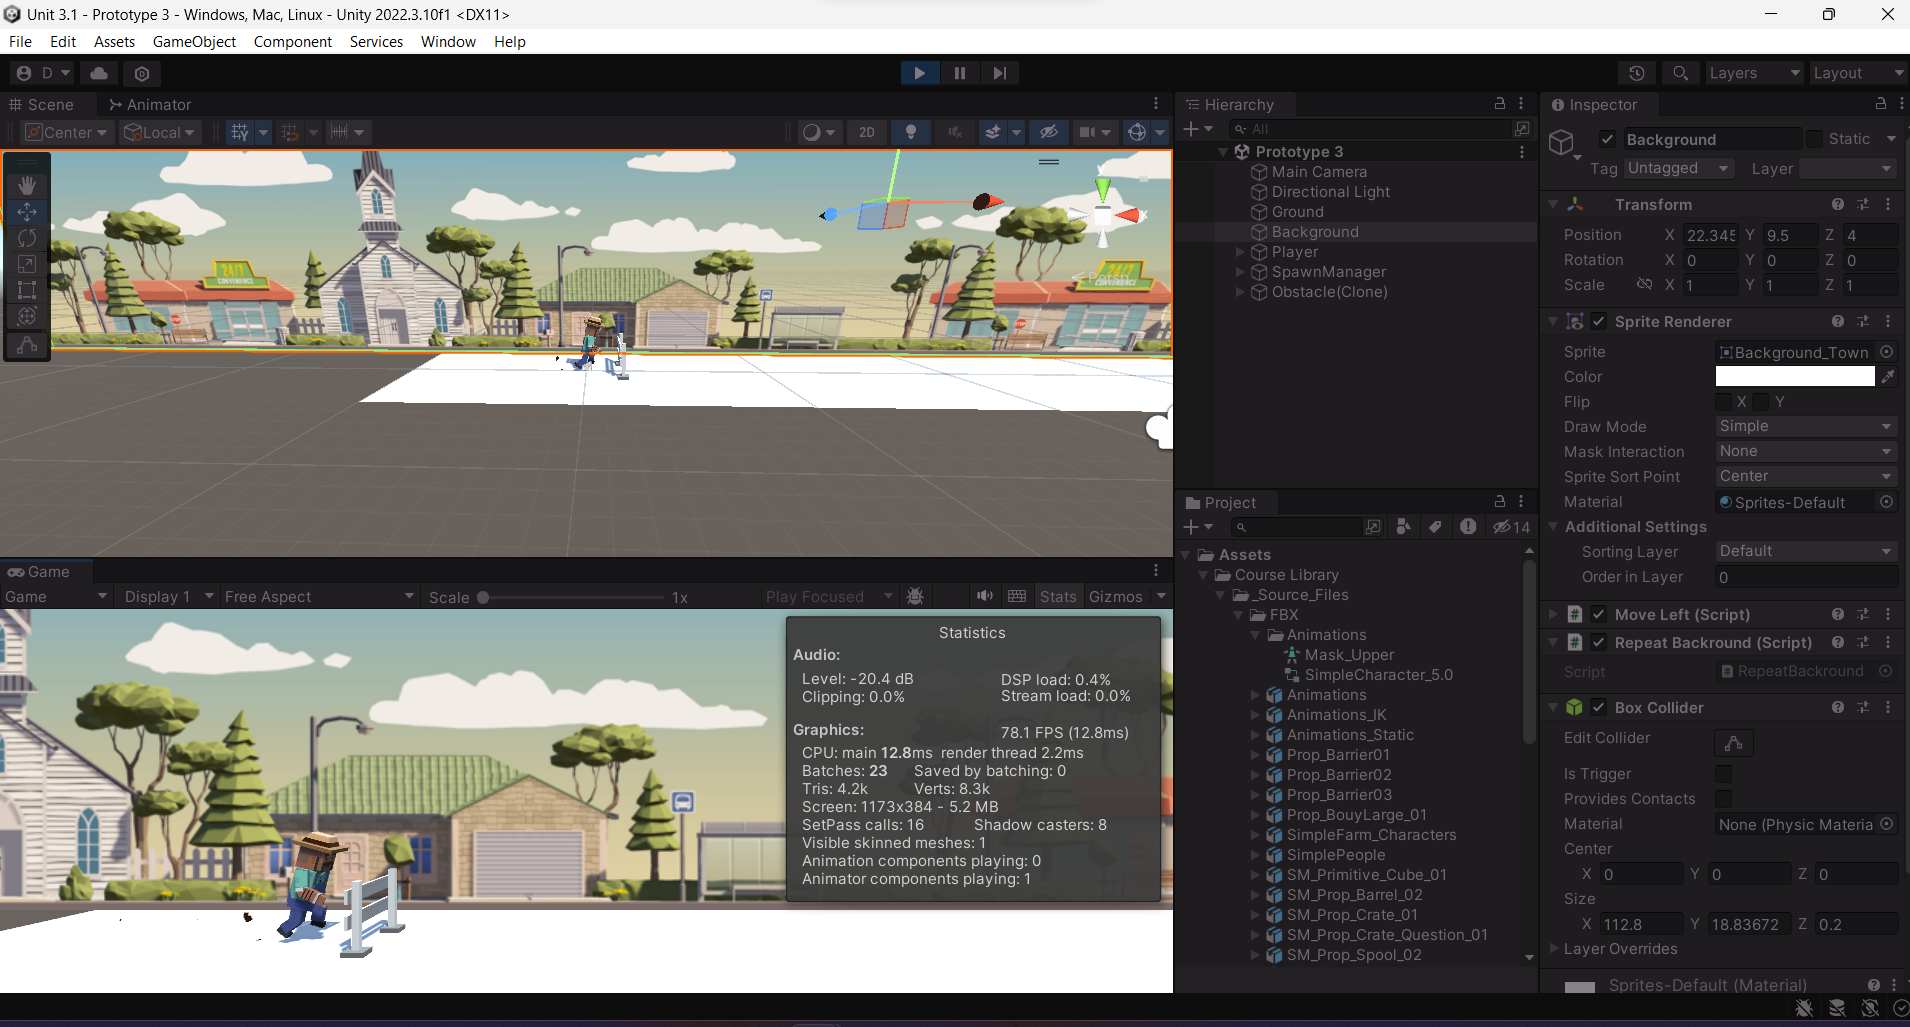 Unit 3.1 - Prototype 3 - Windows, Mac, Linux - Unity 2022.3.10f1 <DX11>
File Edit Assets GameObject Component Services Window Help
D
Layers
Layout
Scene
Animator
Center
Local
2D
24/7
CONVENIENCE
24/7
CONVENIENCE
Persp
Game
Game
Display 1
Free Aspect
Scale
1x
Play Focused
Stats
Gizmos
Statistics
Audio:
Level: -20.4 dB
DSP load: 0.4%
Clipping: 0.0%
Stream load: 0.0%
Graphics:
78.1 FPS (12.8ms)
CPU: main 12.8ms render thread 2.2ms
Batches: 23 Saved by batching: 0
Tris: 4.2k Verts: 8.3k
Screen: 1173x384 - 5.2 MB
SetPass calls: 16 Shadow casters: 8
Visible skinned meshes: 1
Animation components playing: 0
Animator components playing: 1
Hierarchy
All
Prototype 3
Main Camera
Directional Light
Ground
Background
Player
SpawnManager
Obstacle(Clone)
Project
14
Assets
Course Library
_Source_Files
FBX
Animations
Mask_Upper
SimpleCharacter_5.0
Animations
Animations_IK
Animations_Static
Prop_Barrier01
Prop_Barrier02
Prop_Barrier03
Prop_BouyLarge_01
SimpleFarm_Characters
SimplePeople
SM_Primitive_Cube_01
SM_Prop_Barrel_02
SM_Prop_Crate_01
SM_Prop_Crate_Question_01
SM_Prop_Spool_02
Inspector
Background
Static
Tag Untagged Layer
Transform
Position X 22.345 Y 9.5 Z 4
Rotation X 0 Y 0 Z 0
Scale X 1 Y 1 Z 1
Sprite Renderer
Sprite Background_Town
Color
Flip X Y
Draw Mode Simple
Mask Interaction None
Sprite Sort Point Center
Material Sprites-Default
Additional Settings
Sorting Layer Default
Order in Layer 0
Move Left (Script)
Repeat Backround (Script)
Script RepeatBackround
Box Collider
Edit Collider
Is Trigger
Provides Contacts
Material None (Physic Materia
Center
X 0 Y 0 Z 0
Size
X 112.8 Y 18.83672 Z 0.2
Layer Overrides
Sprites-Default (Material)